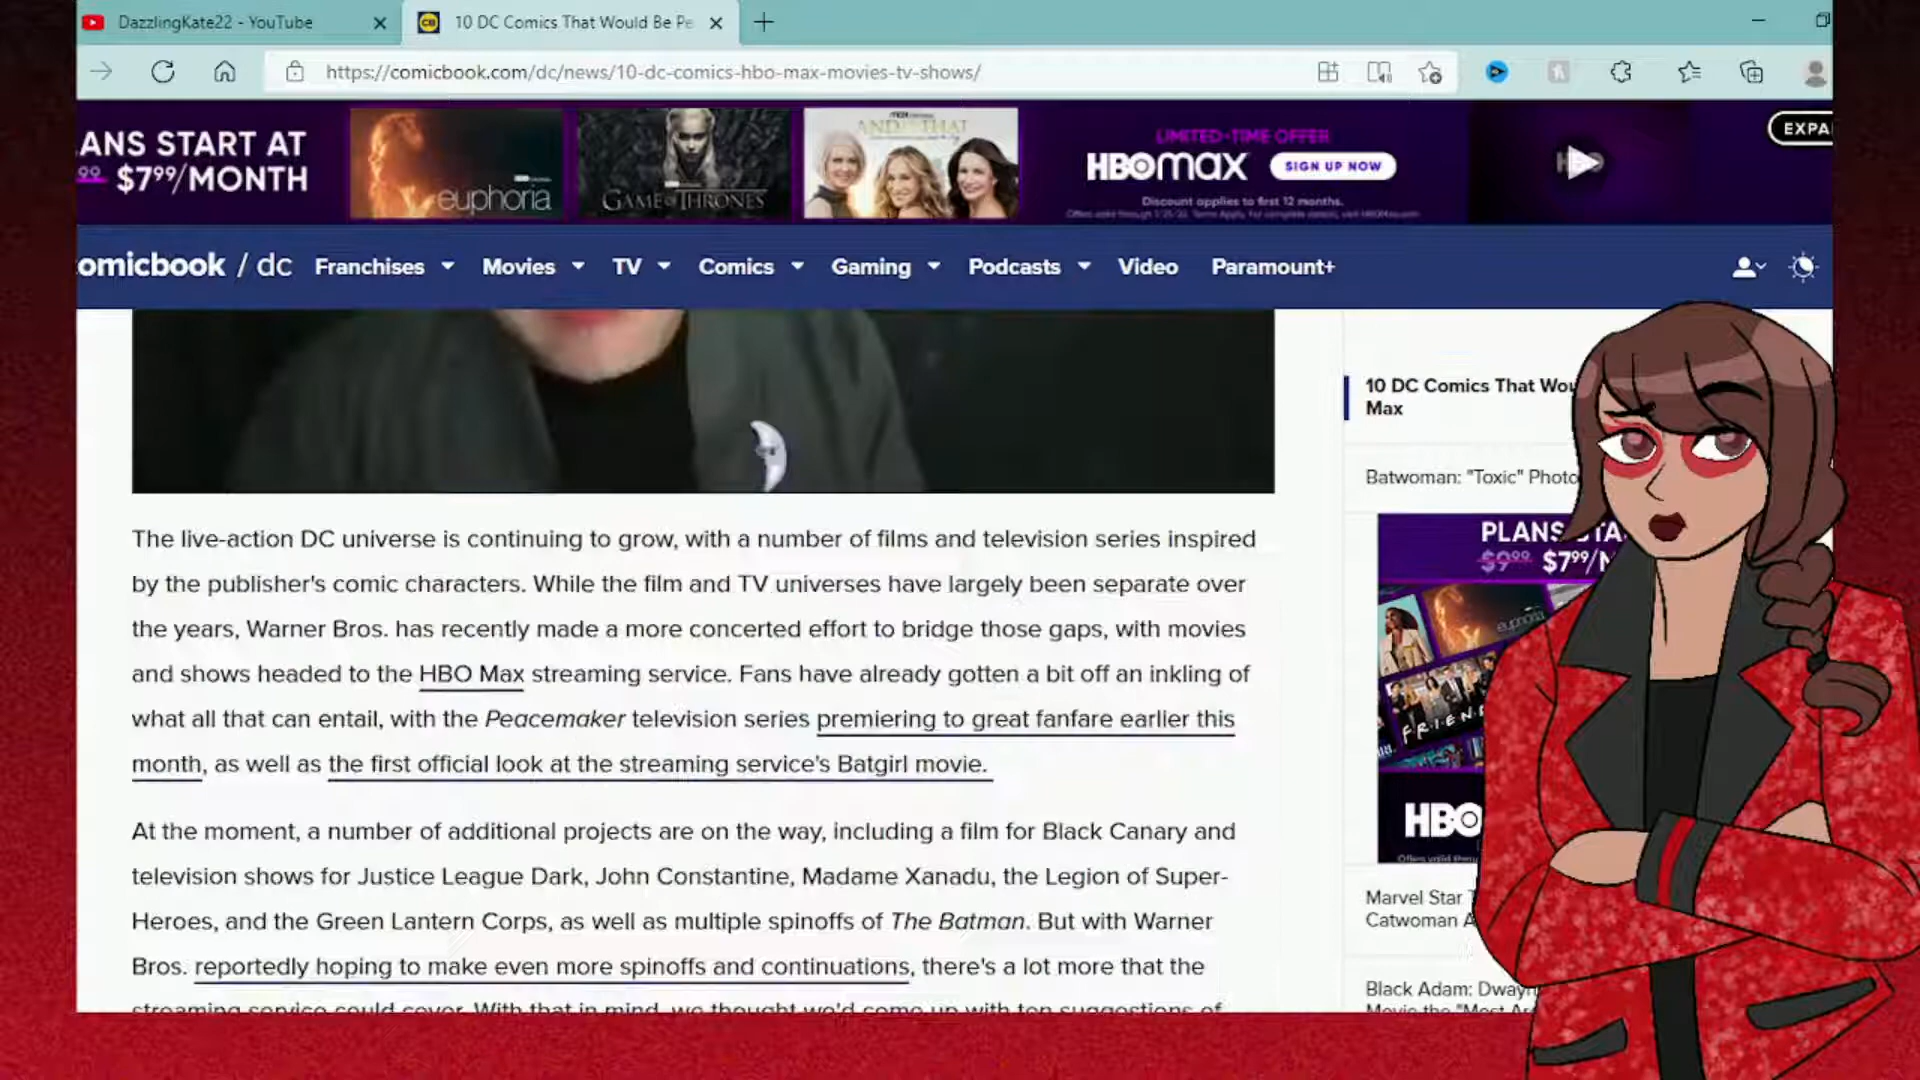 DazzlingKate22 - YouTube
10 DC Comics That Would Be Pe
https://comicbook.com/dc/news/10-dc-comics-hbo-max-movies-tv-shows/
ANS START AT
99 $7⁹⁹/MONTH
euphoria
GAME OF THRONES
AND JUST LIKE THAT
LIMITED-TIME OFFER
HBOmax SIGN UP NOW
Discount applies to first 12 months.
HBO
EXPA
omicbook / dc Franchises Movies TV Comics Gaming Podcasts Video Paramount+
The live-action DC universe is continuing to grow, with a number of films and television series inspired
by the publisher's comic characters. While the film and TV universes have largely been separate over
the years, Warner Bros. has recently made a more concerted effort to bridge those gaps, with movies
and shows headed to the HBO Max streaming service. Fans have already gotten a bit off an inkling of
what all that can entail, with the Peacemaker television series premiering to great fanfare earlier this
month, as well as the first official look at the streaming service's Batgirl movie.
At the moment, a number of additional projects are on the way, including a film for Black Canary and
television shows for Justice League Dark, John Constantine, Madame Xanadu, the Legion of Super-
Heroes, and the Green Lantern Corps, as well as multiple spinoffs of The Batman. But with Warner
Bros. reportedly hoping to make even more spinoffs and continuations, there's a lot more that the
streaming service could cover. With that in mind, we thought we'd come up with ten suggestions of
10 DC Comics That Wou
Max
Batwoman: "Toxic" Photo
PLANS STA
$9⁹⁹ $7⁹⁹/M
euphoria
FRIEN
HBO
Marvel Star T
Catwoman A
Black Adam: Dwayn
Movie the "Most Ar